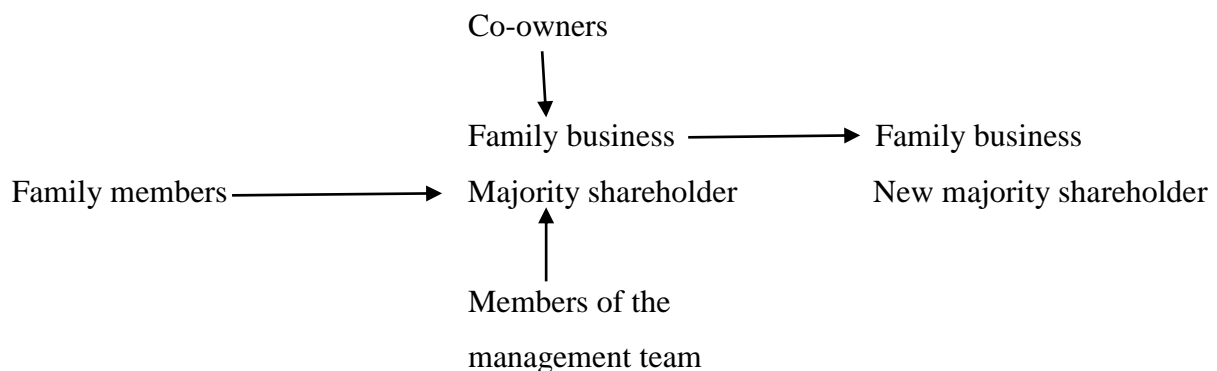 Co-owners
Family business
Family business
Family members
Majority shareholder
New majority shareholder
Members of the
management team